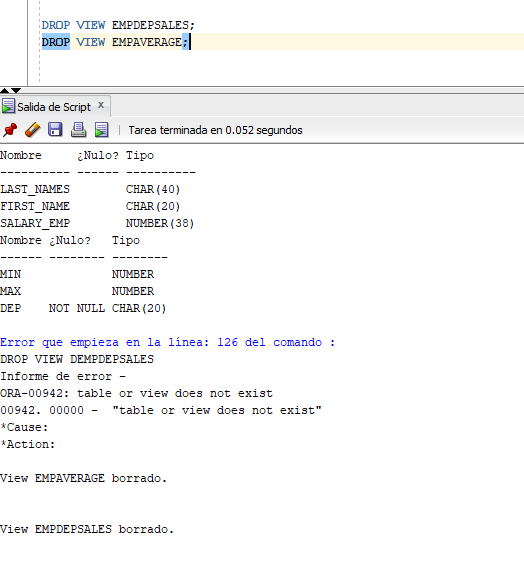 DROP VIEW EMPDEPSALES;
DROP VIEW EMPAVERAGE;
Salida de Script x
Tarea terminada en 0.052 segundos
Nombre     ¿Nulo? Tipo
---------- ------ ----------
LAST_NAMES        CHAR(40)
FIRST_NAME        CHAR(20)
SALARY_EMP        NUMBER(38)
Nombre ¿Nulo?   Tipo
------ -------- --------
MIN             NUMBER
MAX             NUMBER
DEP    NOT NULL CHAR(20)
Error que empieza en la línea: 126 del comando :
DROP VIEW DEMPDEPSALES
Informe de error -
ORA-00942: table or view does not exist
00942. 00000 -  "table or view does not exist"
*Cause:
*Action:
View EMPAVERAGE borrado.
View EMPDEPSALES borrado.